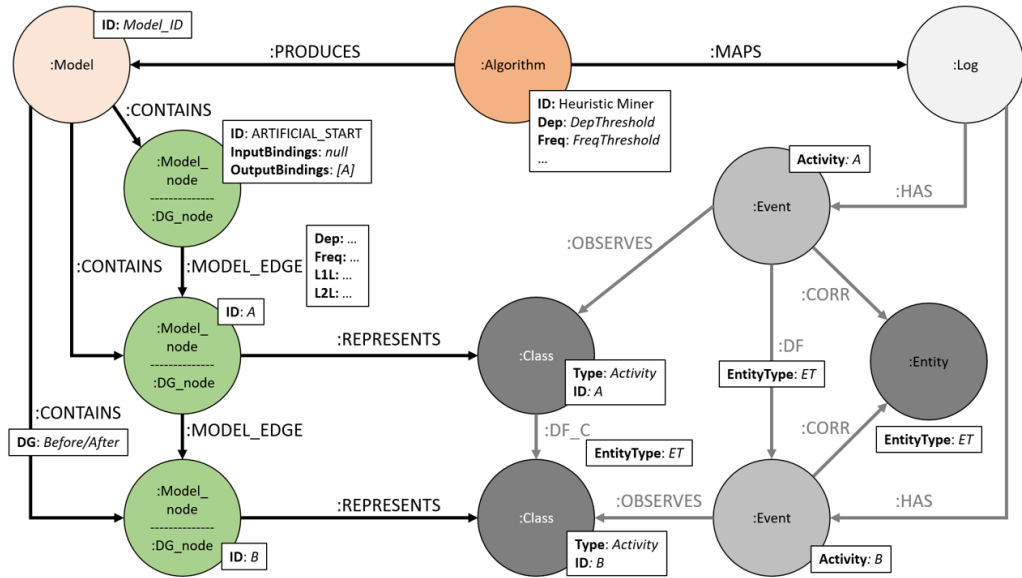 ID: Model_ID
:PRODUCES
:MAPS
:Model
:Algorithm
:Log
:CONTAINS
ID: Heuristic Miner
Dep: DepThreshold
Freq: FreqThreshold
...
ID: ARTIFICIAL_START
InputBindings: null
OutputBindings: [A]
:Model_
node
---------------
:DG_node
Activity: A
:HAS
:Event
:OBSERVES
Dep: ...
Freq: ...
L1L: ...
L2L: ...
:CONTAINS
:MODEL_EDGE
:CORR
ID: A
:Model_
node
---------------
:DG_node
:REPRESENTS
:Class
Type: Activity
ID: A
:DF
EntityType: ET
:Entity
:CONTAINS
DG: Before/After
:MODEL_EDGE
:DF_C
EntityType: ET
:CORR
EntityType: ET
:Model_
node
---------------
:DG_node
ID: B
:REPRESENTS
:Class
Type: Activity
ID: B
:OBSERVES
:Event
:HAS
Activity: B